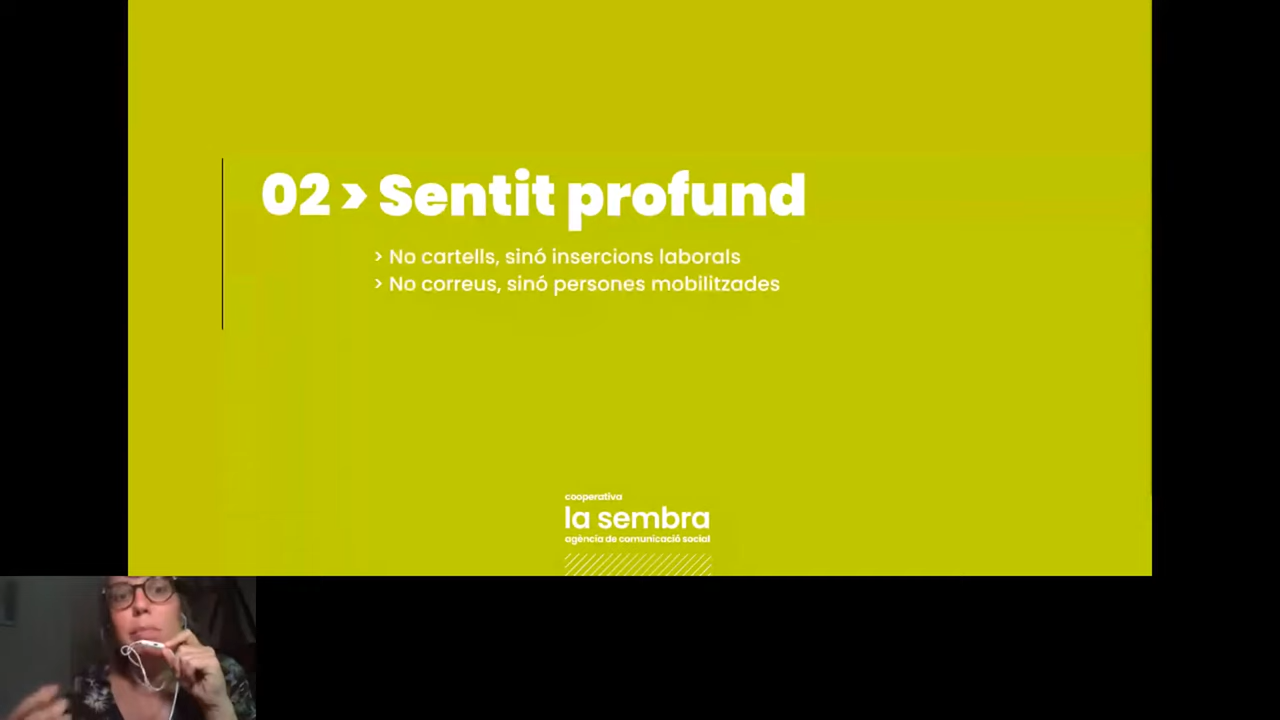 02 > Sentit profund
> No cartells, sinó insercions laborals
> No correus, sinó persones mobilitzades
cooperativa
la sembra
agència de comunicació social